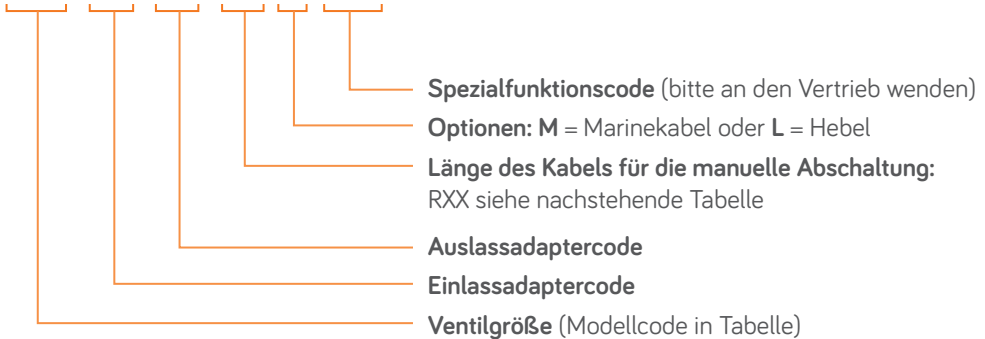 Spezialfunktionscode (bitte an den Vertrieb wenden)
Optionen: M = Marinekabel oder L = Hebel
Länge des Kabels für die manuelle Abschaltung:
RXX siehe nachstehende Tabelle
Auslassadaptercode
Einlassadaptercode
Ventilgröße (Modellcode in Tabelle)